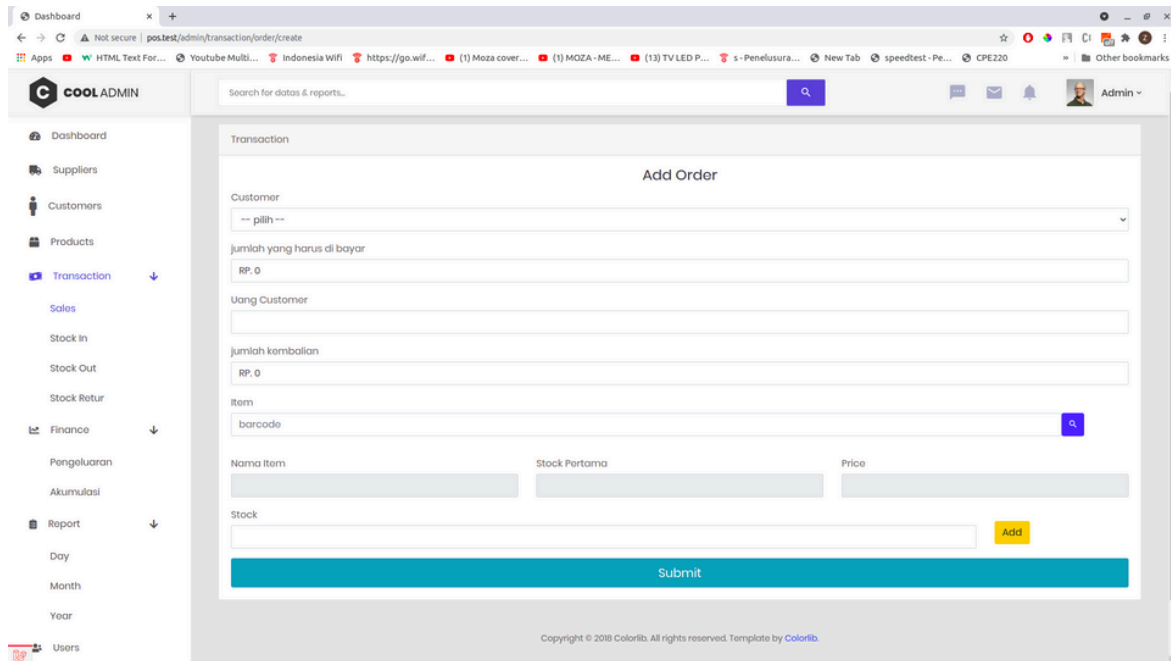 Dashboard
Not secure | pos.test/admin/transaction/order/create
Apps
HTML Text For...
Youtube Multi...
Indonesia Wifi
https://go.wif...
(1) Moza cover...
(1) MOZA - ME...
(13) TV LED P...
s - Penelusura...
New Tab
speedtest - Pe...
CPE220
Other bookmarks
COOL ADMIN
Search for datas & reports...
Admin
Dashboard
Suppliers
Customers
Products
Transaction
Sales
Stock In
Stock Out
Stock Retur
Finance
Pengeluaran
Akumulasi
Report
Day
Month
Year
Users
Transaction
Add Order
Customer
-- pilih --
jumlah yang harus di bayar
RP. 0
Uang Customer
jumlah kembalian
RP. 0
Item
barcode
Nama Item
Stock Pertama
Price
Stock
Add
Submit
Copyright © 2018 Colorlib. All rights reserved. Template by Colorlib.